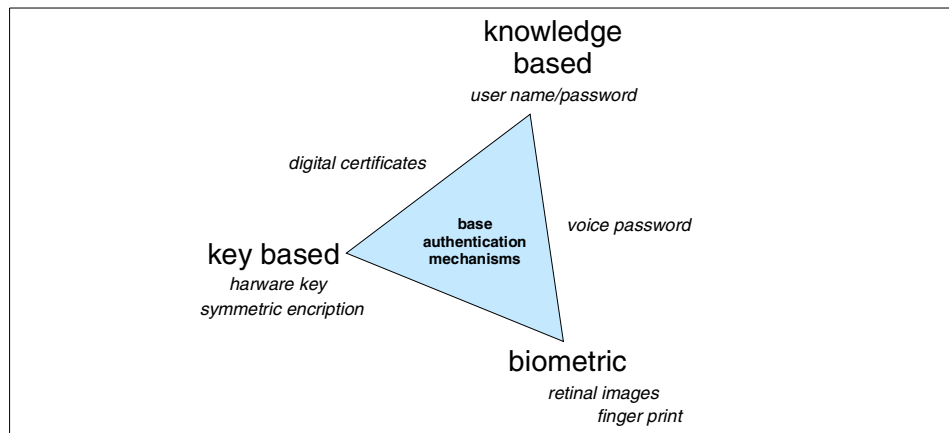 knowledge
based
user name/password
digital certificates
base
authentication
mechanisms
voice password
key based
harware key
symmetric encription
biometric
retinal images
finger print